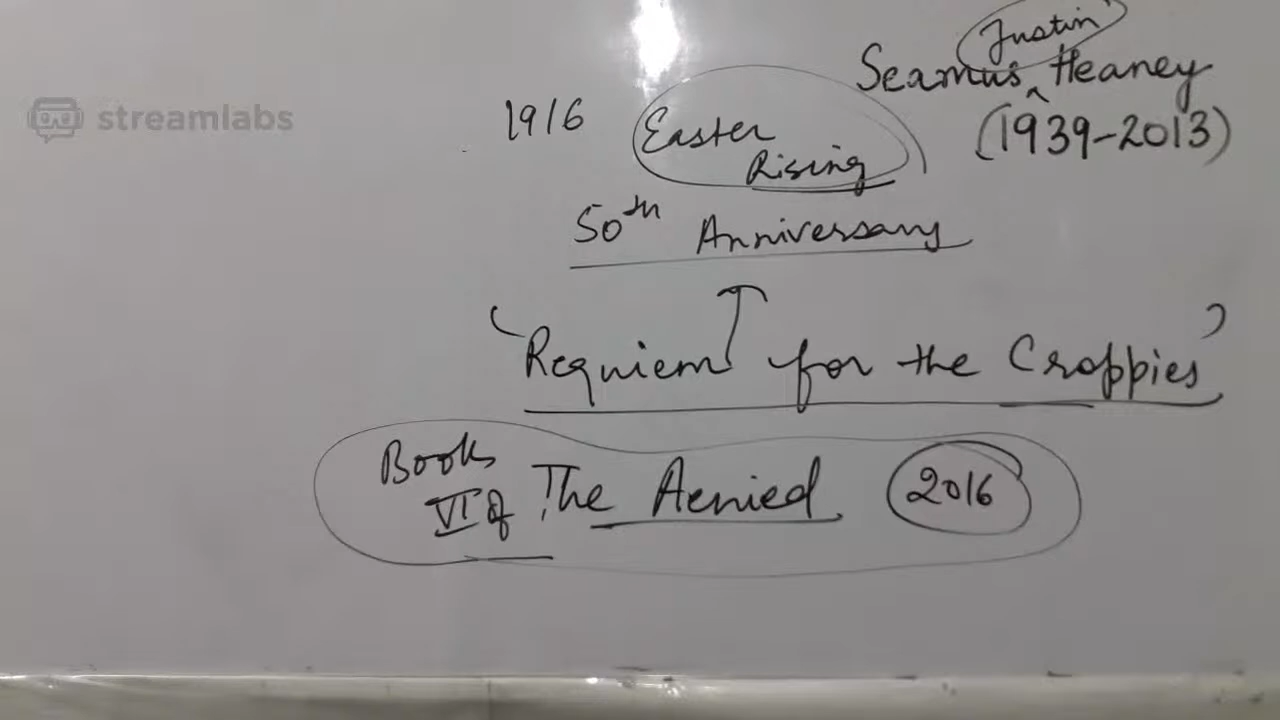 Justin
Seamus ^ Heaney
(1939-2013)
streamlabs
1916 Easter
Rising
50th Anniversary
'Requiem for the Croppies'
Books
VI of The Aenied 2016